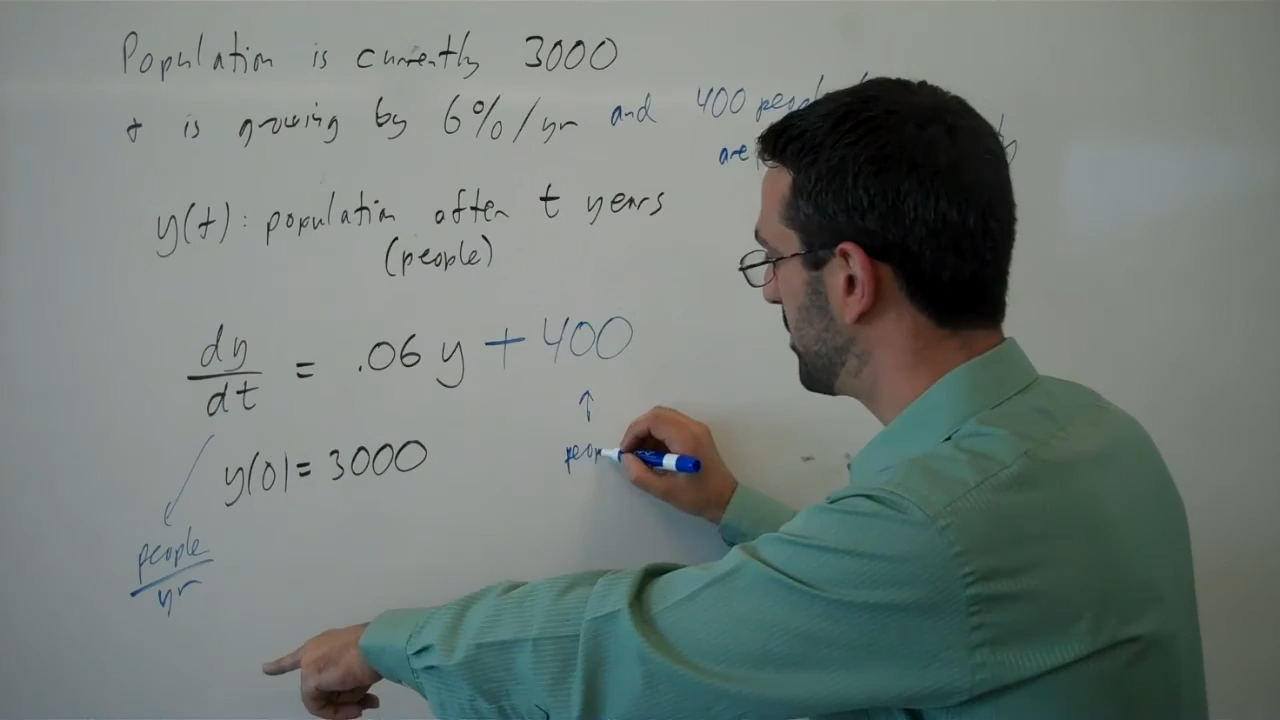 Population is currently 3000
+ is growing by 6%/yr and 400
are
y(t): population after t years
(people)
dy/dt = .06 y + 400
↑
y(0) = 3000
peop
people/yr